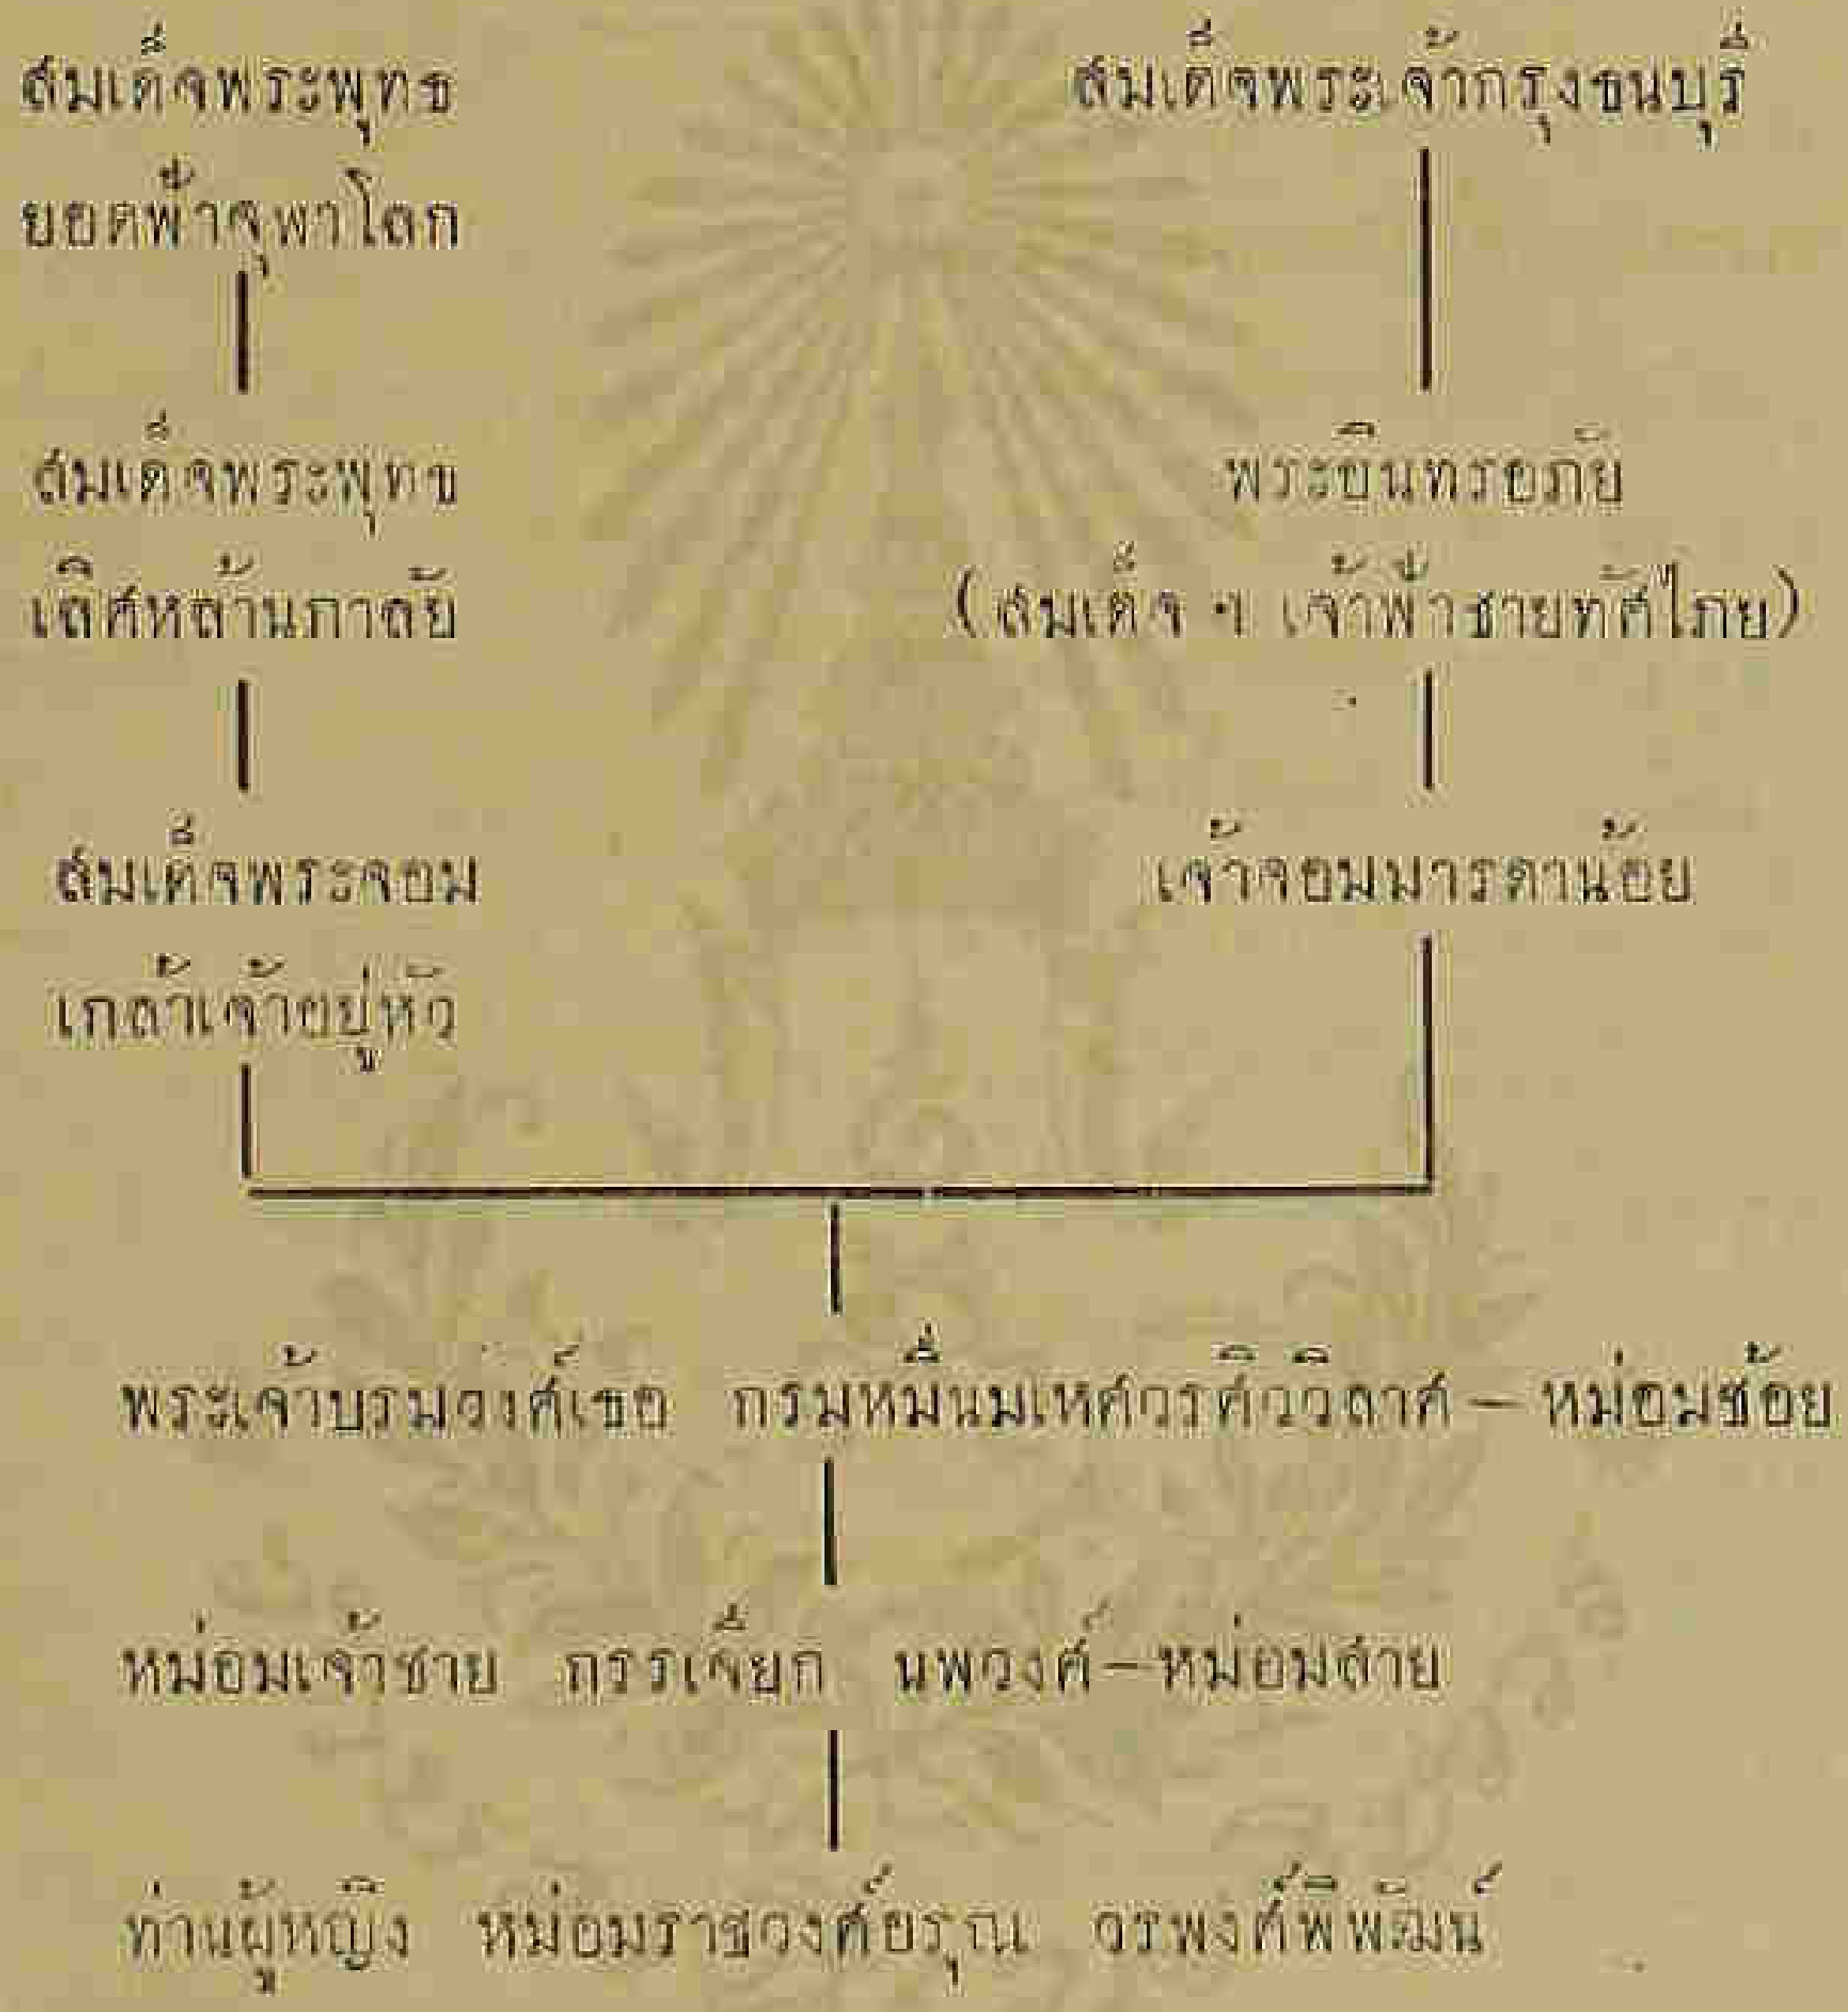 สมเด็จพระพุทธ
ยอดฟ้าจุฬาโลก
สมเด็จพระพุทธ
เลิศหล้านภาลัย
สมเด็จพระจอม
เกล้าเจ้าอยู่หัว
สมเด็จพระเจ้ากรุงธนบุรี
พระอินทรอภัย
(สมเด็จ ฯ เจ้าฟ้าชายทัศไภย)
เจ้าจอมมารดาน้อย
พระเจ้าบรมวงศ์เธอ กรมหมื่นมเหศวรศิววิลาศ – หม่อมช้อย
หม่อมเจ้าชาย กรรเจียก นพวงศ์ – หม่อมสาย
ท่านผู้หญิง หม่อมราชวงศ์อรุณ วรพงศ์พิพัฒน์